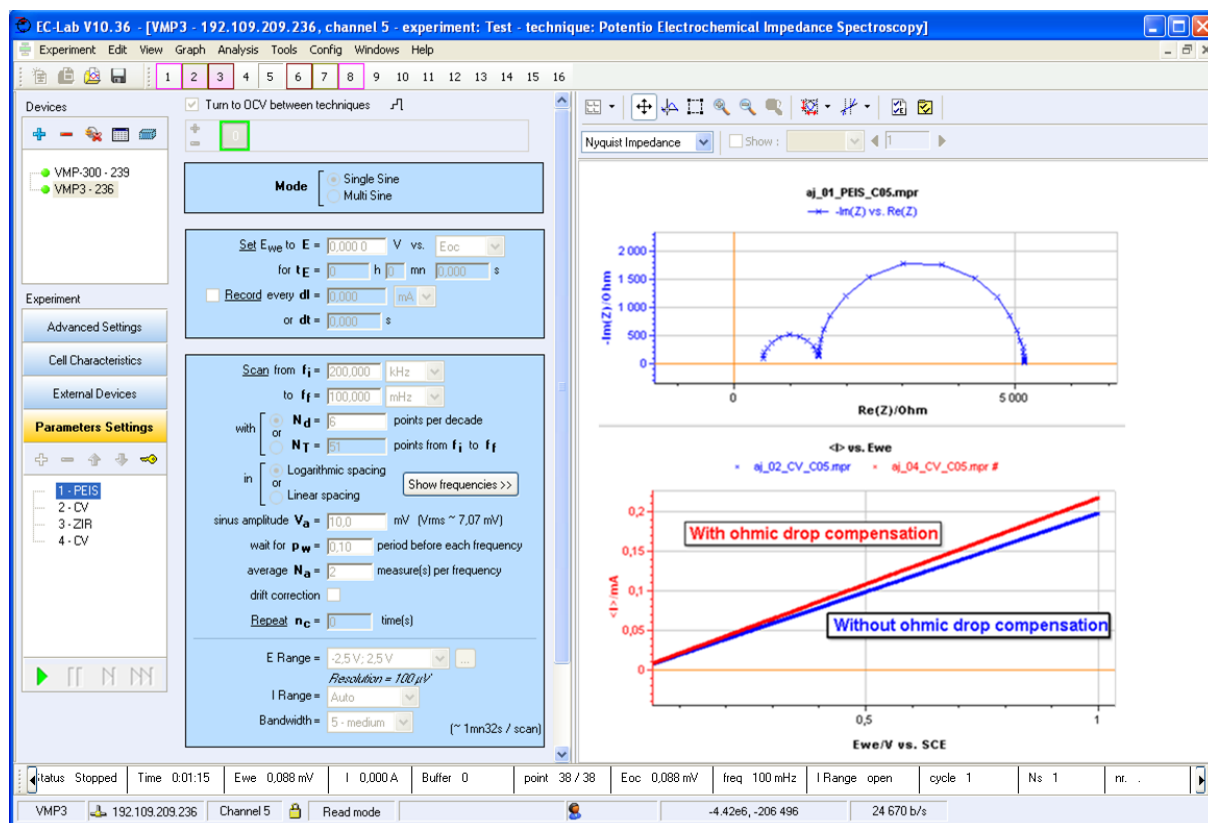 EC-Lab V10.36 - [VMP3 - 192.109.209.236, channel 5 - experiment: Test - technique: Potentio Electrochemical Impedance Spectroscopy]
Experiment Edit View Graph Analysis Tools Config Windows Help
1 2 3 4 5 6 7 8 9 10 11 12 13 14 15 16
Devices
VMP-300 - 239
VMP3 - 236
Experiment
Advanced Settings
Cell Characteristics
External Devices
Parameters Settings
1 - PEIS
2 - CV
3 - ZIR
4 - CV
Turn to OCV between techniques
0
Mode
Single Sine
Multi Sine
Set Ewe to E = 0,000 0 V vs. Eoc
for tE = 0 h 0 mn 0,000 s
Record every dI = 0,000 mA
or dt = 0,000 s
Scan from fi = 200,000 kHz
to ff = 100,000 mHz
with Nd = 6 points per decade
or
NT = 51 points from fi to ff
in Logarithmic spacing
or
Linear spacing
Show frequencies >>
sinus amplitude Va = 10,0 mV (Vrms ~ 7,07 mV)
wait for pw = 0,10 period before each frequency
average Na = 2 measure(s) per frequency
drift correction
Repeat nc = 0 time(s)
E Range = -2,5 V; 2,5 V ...
Resolution = 100 µV
I Range = Auto
Bandwidth = 5 - medium
(~ 1mn32s / scan)
Nyquist Impedance Show : 1
aj_01_PEIS_C05.mpr
-Im(Z) vs. Re(Z)
-Im(Z)/Ohm
2 000
1 500
1 000
500
0
0 5 000
Re(Z)/Ohm
<I> vs. Ewe
aj_02_CV_C05.mpr aj_04_CV_C05.mpr #
<I>/mA
0,2
0,15
0,1
0,05
0
With ohmic drop compensation
Without ohmic drop compensation
0,5 1
Ewe/V vs. SCE
tatus Stopped Time 0:01:15 Ewe 0,088 mV I 0,000 A Buffer 0 point 38 / 38 Eoc 0,088 mV freq 100 mHz I Range open cycle 1 Ns 1 nr. .
VMP3 192.109.209.236 Channel 5 Read mode -4.42e6, -206 496 24 670 b/s